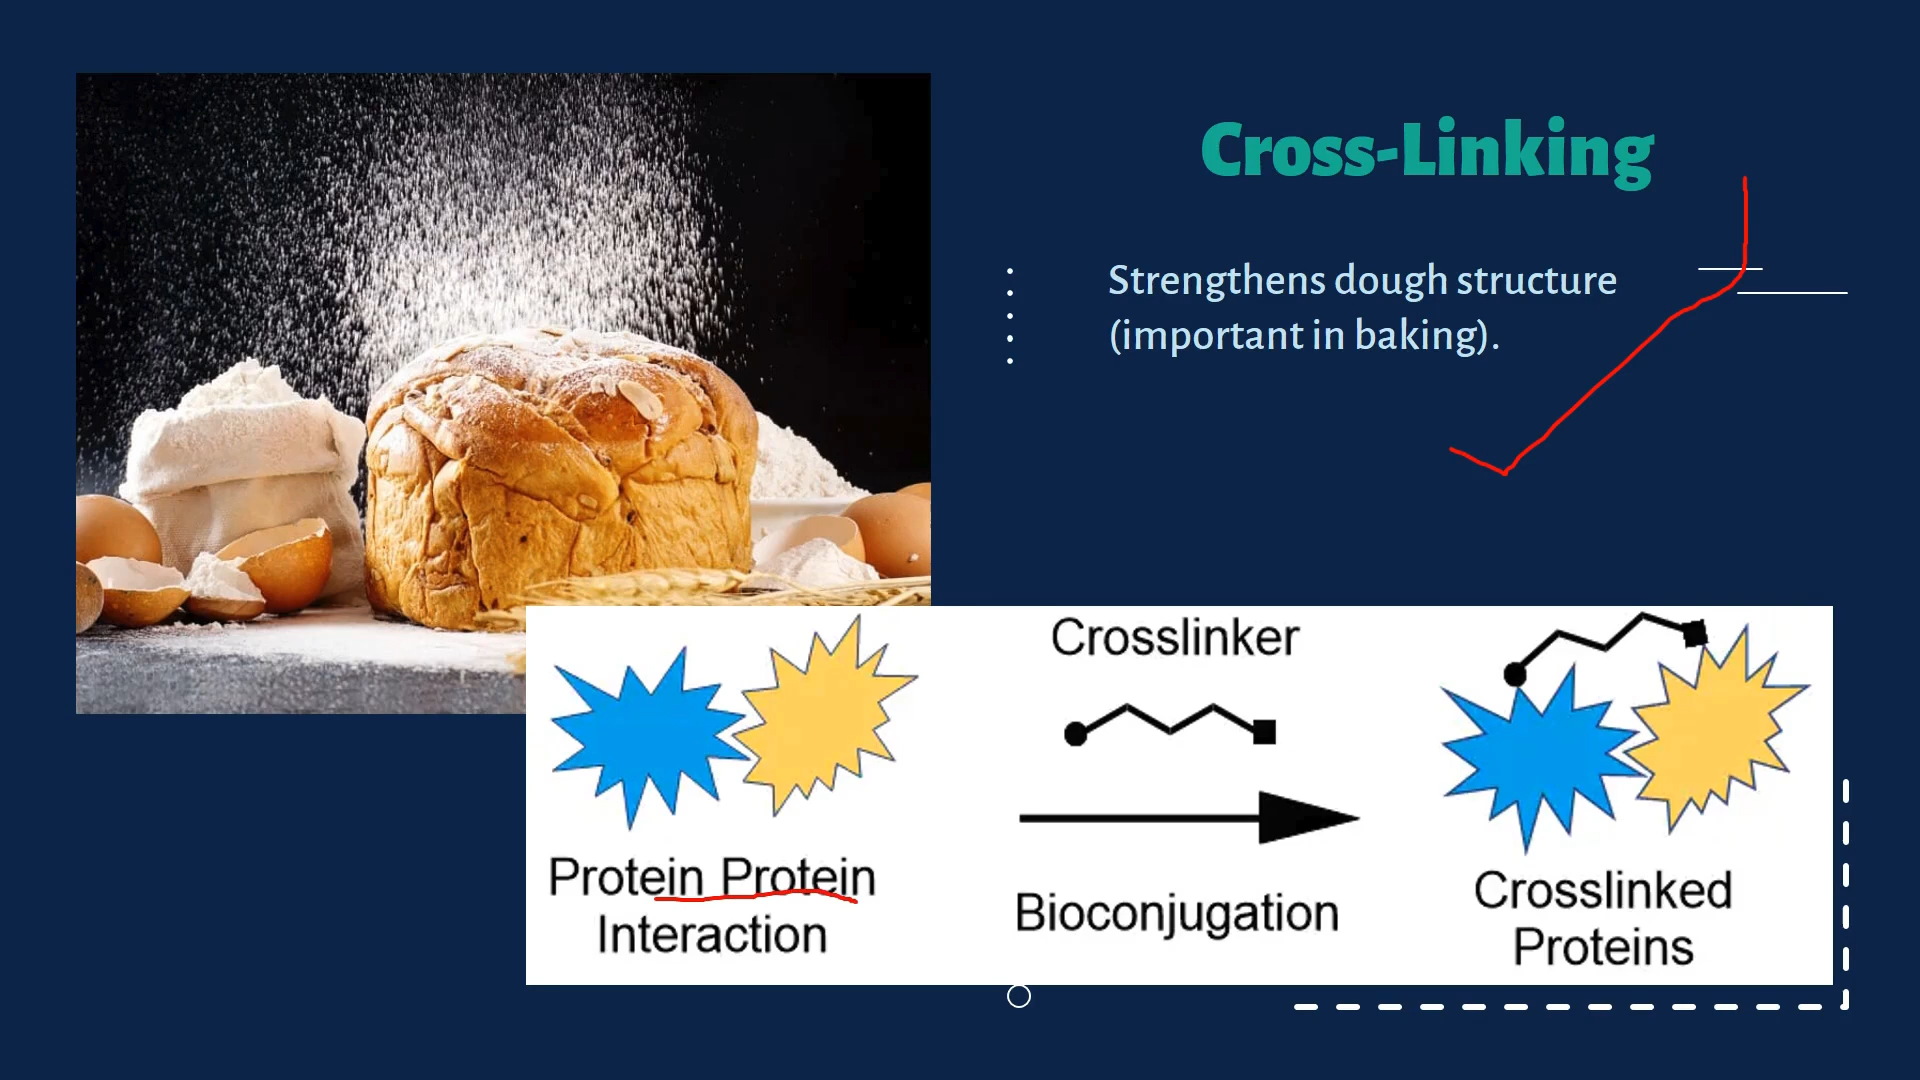 Cross-Linking
Strengthens dough structure
(important in baking).
Protein Protein
Interaction
Crosslinker
Bioconjugation
Crosslinked
Proteins